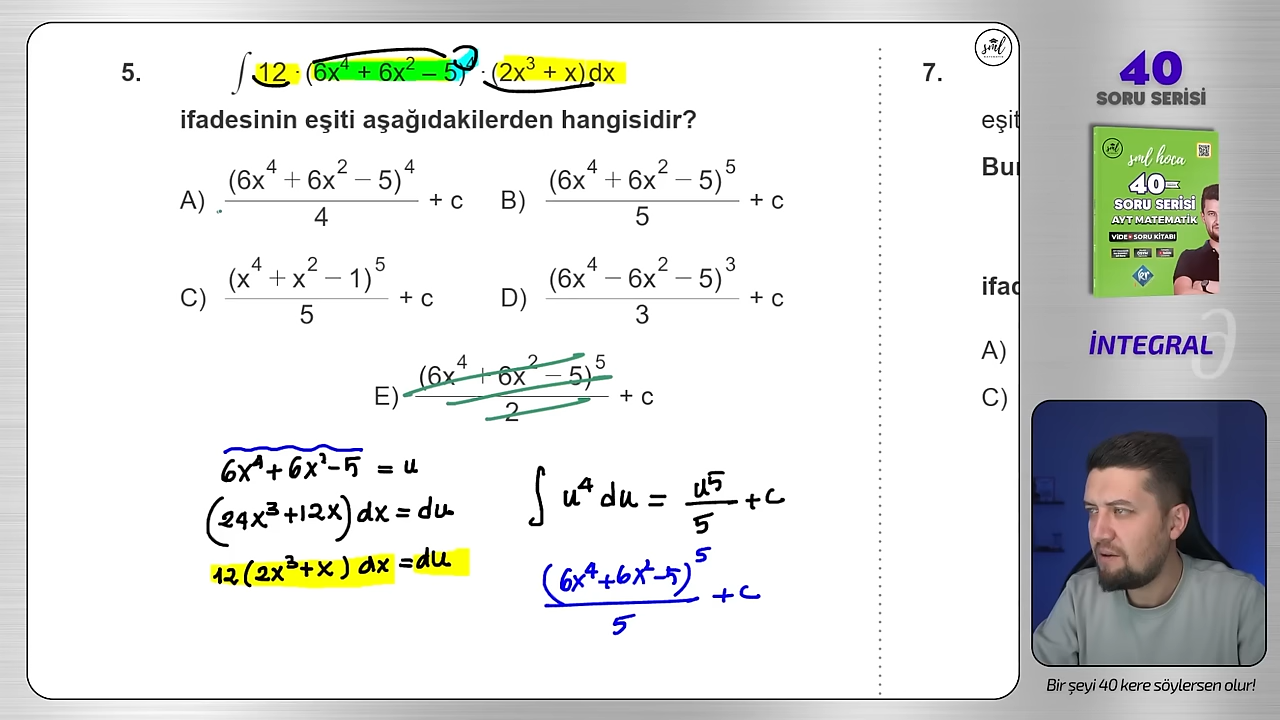 5. ∫ 12 · (6x⁴ + 6x² – 5)⁴ · (2x³ + x) dx
ifadesinin eşiti aşağıdakilerden hangisidir?
A) (6x⁴ + 6x² – 5)⁴ / 4 + c
B) (6x⁴ + 6x² – 5)⁵ / 5 + c
C) (x⁴ + x² – 1)⁵ / 5 + c
D) (6x⁴ – 6x² – 5)³ / 3 + c
E) (6x⁴ + 6x² – 5)⁵ / 2 + c
6x⁴ + 6x² – 5 = u
(24x³ + 12x) dx = du
12 (2x³ + x) dx = du
∫ u⁴ du = u⁵ / 5 + c
(6x⁴ + 6x² – 5)⁵ / 5 + c
7.
eşit
Bur
ifad
A)
C)
sml
40
SORU SERİSİ
sml hoca
40
SORU SERİSİ
AYT MATEMATİK
VİDEO SORU KİTABI
İNTEGRAL
Bir şeyi 40 kere söylersen olur!